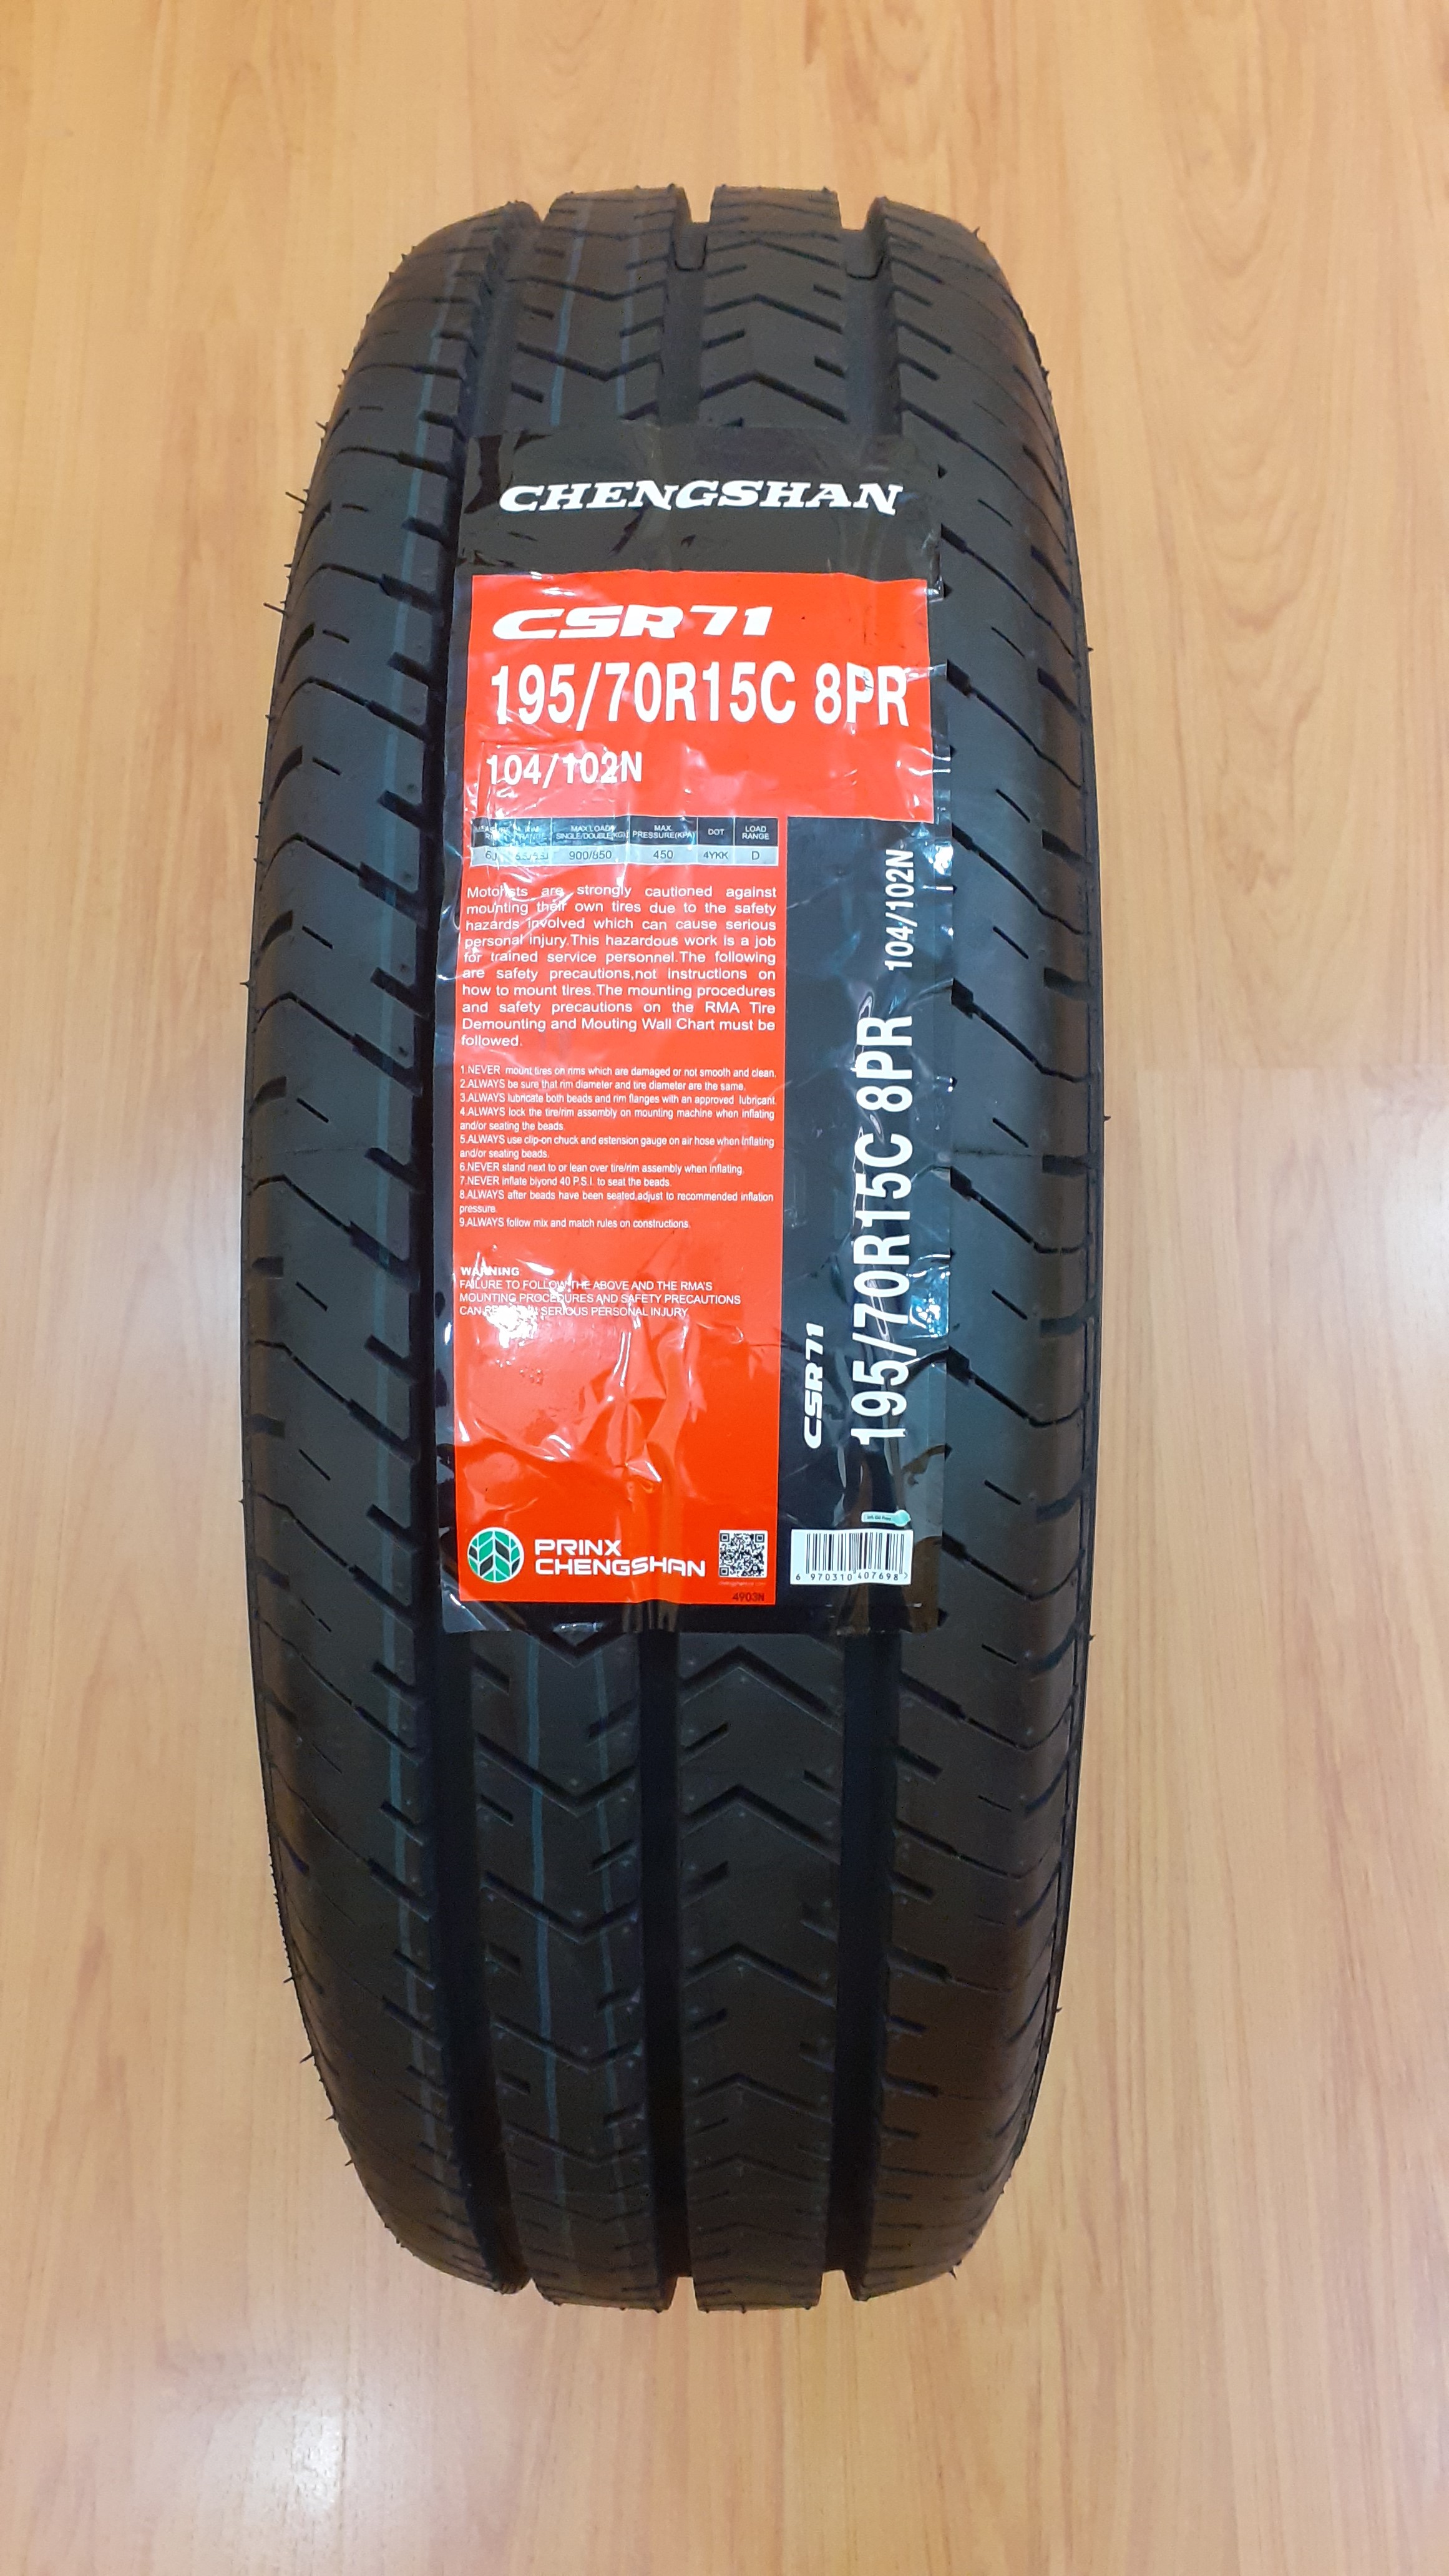 CHENGSHAN
CSR71
195/70R15C 8PR
104/102N
MAX LOAD SINGLE/DOUBLE(KG) MAX. PRESSURE(KPA) DOT LOAD RANGE
6J 900/850 450 4YKK D
Motorists are strongly cautioned against
mounting their own tires due to the safety
hazards involved which can cause serious
personal injury.This hazardous work is a job
for trained service personnel.The following
are safety precautions,not instructions on
how to mount tires.The mounting procedures
and safety precautions on the RMA Tire
Demounting and Mouting Wall Chart must be
followed.
1.NEVER mount tires on rims which are damaged or not smooth and clean.
2.ALWAYS be sure that rim diameter and tire diameter are the same.
3.ALWAYS lubricate both beads and rim flanges with an approved lubricant.
4.ALWAYS lock the tire/rim assembly on mounting machine when inflating
and/or seating the beads.
5.ALWAYS use clip-on chuck and extension gauge on air hose when inflating
and/or seating beads.
6.NEVER stand next to or lean over tire/rim assembly when inflating.
7.NEVER inflate biyond 40 P.S.I. to seat the beads.
8.ALWAYS after beads have been seated,adjust to recommended inflation
pressure.
9.ALWAYS follow mix and match rules on constructions.
WARNING
FAILURE TO FOLLOW THE ABOVE AND THE RMA'S
MOUNTING PROCEDURES AND SAFETY PRECAUTIONS
CAN IN SERIOUS PERSONAL INJURY
PRINX
CHENGSHAN
4903N
CSR71
195/70R15C 8PR 104/102N
6 970310 407698 >